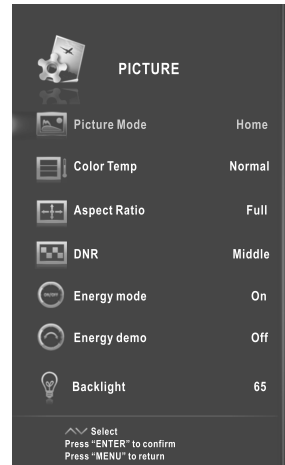 PICTURE
Picture Mode Home
Color Temp Normal
Aspect Ratio Full
DNR Middle
Energy mode On
Energy demo Off
Backlight 65
Select
Press “ENTER” to confirm
Press “MENU” to return